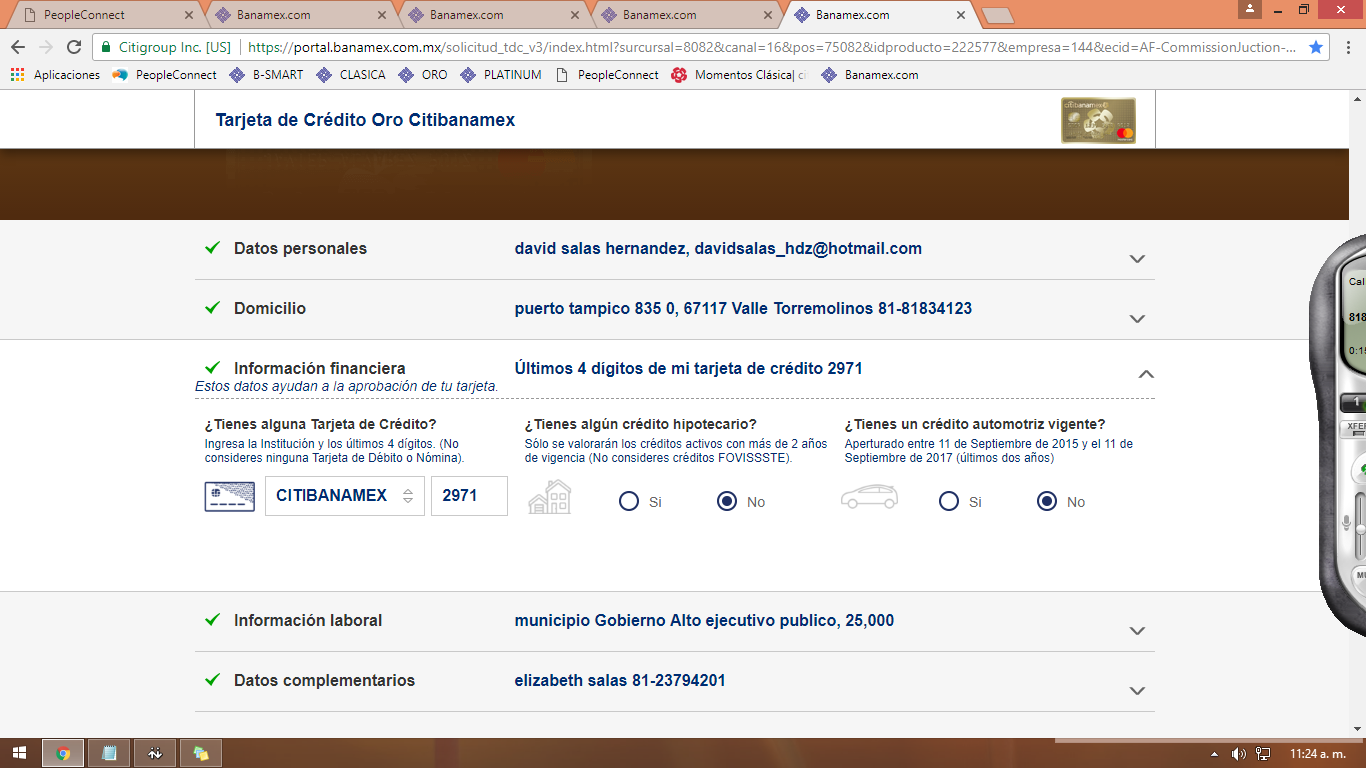 PeopleConnect
Banamex.com
Banamex.com
Banamex.com
Banamex.com
Citigroup Inc. [US]
https://portal.banamex.com.mx/solicitud_tdc_v3/index.html?surcursal=8082&canal=16&pos=75082&idproducto=222577&empresa=144&ecid=AF-CommissionJuction-...
Aplicaciones
PeopleConnect
B-SMART
CLASICA
ORO
PLATINUM
PeopleConnect
Momentos Clásica| ci
Banamex.com
Tarjeta de Crédito Oro Citibanamex
citibanamex
Datos personales
david salas hernandez, davidsalas_hdz@hotmail.com
Domicilio
puerto tampico 835 0, 67117 Valle Torremolinos 81-81834123
Información financiera
Últimos 4 dígitos de mi tarjeta de crédito 2971
Estos datos ayudan a la aprobación de tu tarjeta.
¿Tienes alguna Tarjeta de Crédito?
Ingresa la Institución y los últimos 4 dígitos. (No
consideres ninguna Tarjeta de Débito o Nómina).
CITIBANAMEX
2971
¿Tienes algún crédito hipotecario?
Sólo se valorarán los créditos activos con más de 2 años
de vigencia (No consideres créditos FOVISSSTE).
Si
No
¿Tienes un crédito automotriz vigente?
Aperturado entre 11 de Septiembre de 2015 y el 11 de
Septiembre de 2017 (últimos dos años)
Si
No
Información laboral
municipio Gobierno Alto ejecutivo publico, 25,000
Datos complementarios
elizabeth salas 81-23794201
Cal
818
0:15
1
XFER
MU
11:24 a. m.